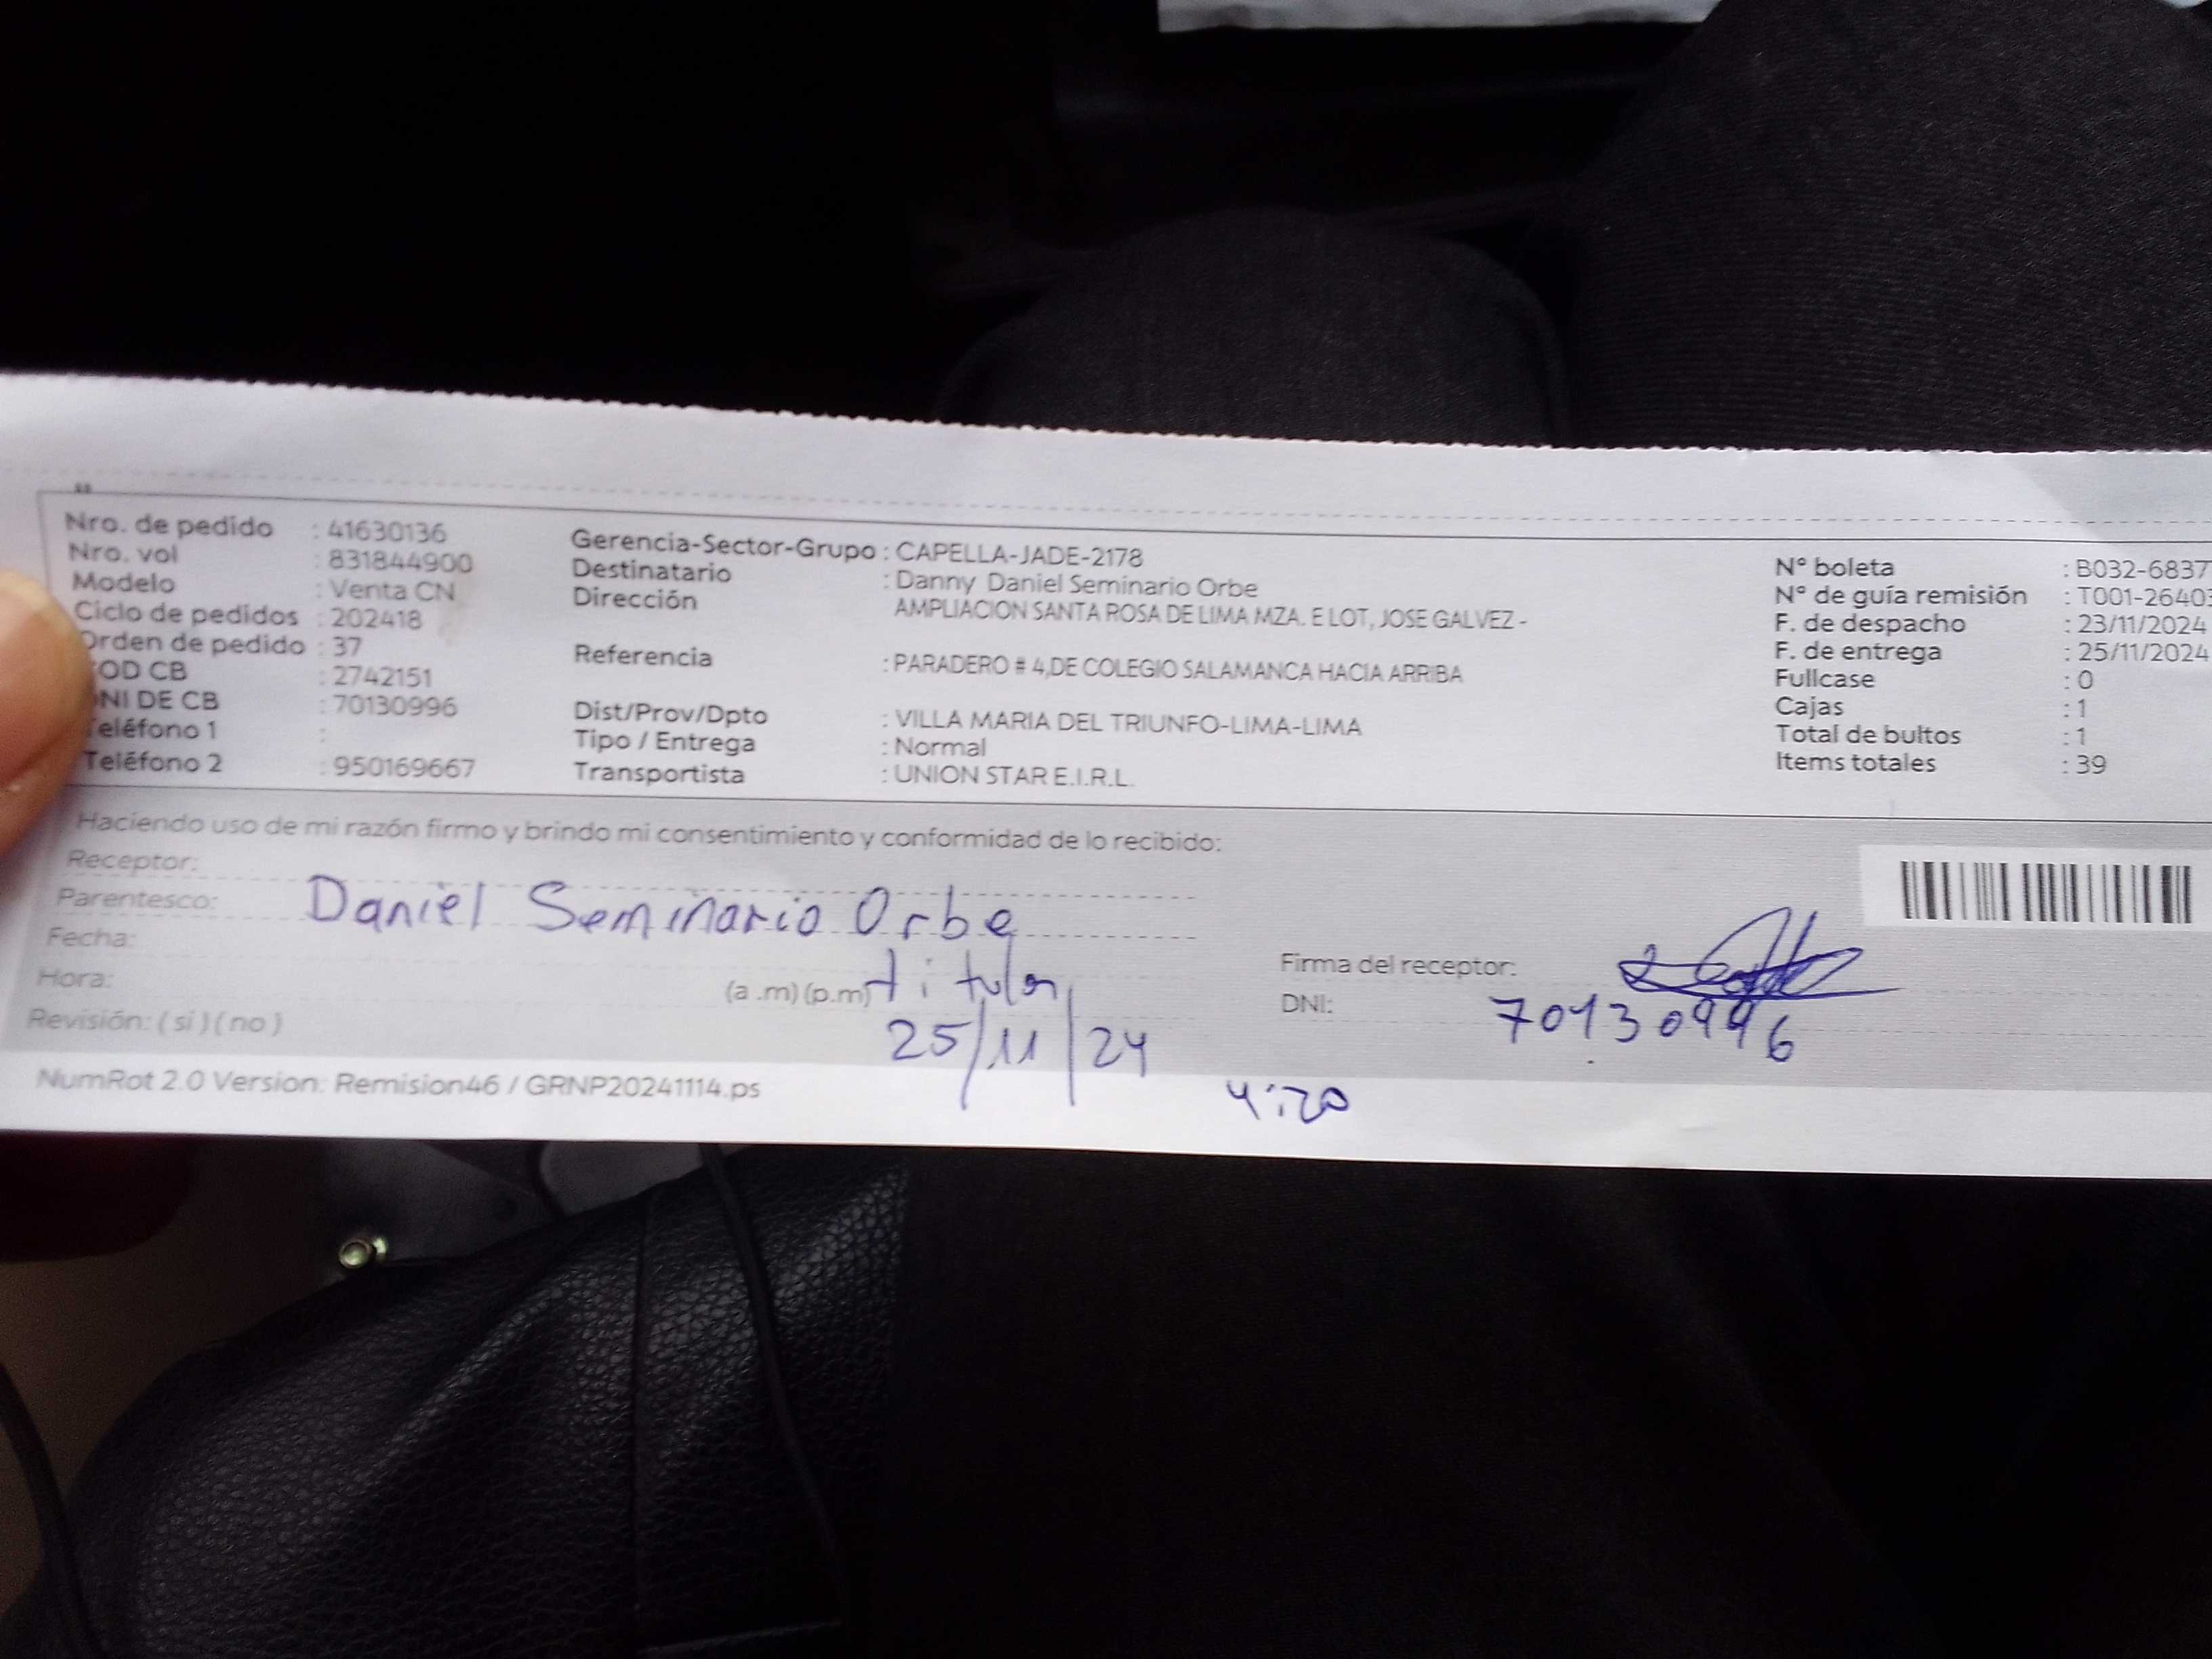 Nro. de pedido : 41630136
Nro. vol : 831844900
Modelo : Venta CN
Ciclo de pedidos : 202418
Orden de pedido : 37
COD CB : 2742151
DNI DE CB : 70130996
Teléfono 1 :
Teléfono 2 : 950169667
Gerencia-Sector-Grupo : CAPELLA-JADE-2178
Destinatario : Danny Daniel Seminario Orbe
Dirección AMPLIACION SANTA ROSA DE LIMA MZA. E LOT, JOSE GALVEZ -
Referencia : PARADERO # 4,DE COLEGIO SALAMANCA HACIA ARRIBA
Dist/Prov/Dpto : VILLA MARIA DEL TRIUNFO-LIMA-LIMA
Tipo / Entrega : Normal
Transportista : UNION STAR E.I.R.L.
N° boleta : B032-6837
N° de guía remisión : T001-26403
F. de despacho : 23/11/2024
F. de entrega : 25/11/2024
Fullcase : 0
Cajas : 1
Total de bultos : 1
Items totales : 39
Haciendo uso de mi razón firmo y brindo mi consentimiento y conformidad de lo recibido:
Receptor:
Parentesco: Daniel Seminario Orbe
Fecha:
Hora: (a .m) (p.m) titular
Revisión: ( si ) ( no ) 25/11/24
4:20
Firma del receptor:
DNI: 70130996
NumRot 2.0 Version: Remision46 / GRNP20241114.ps